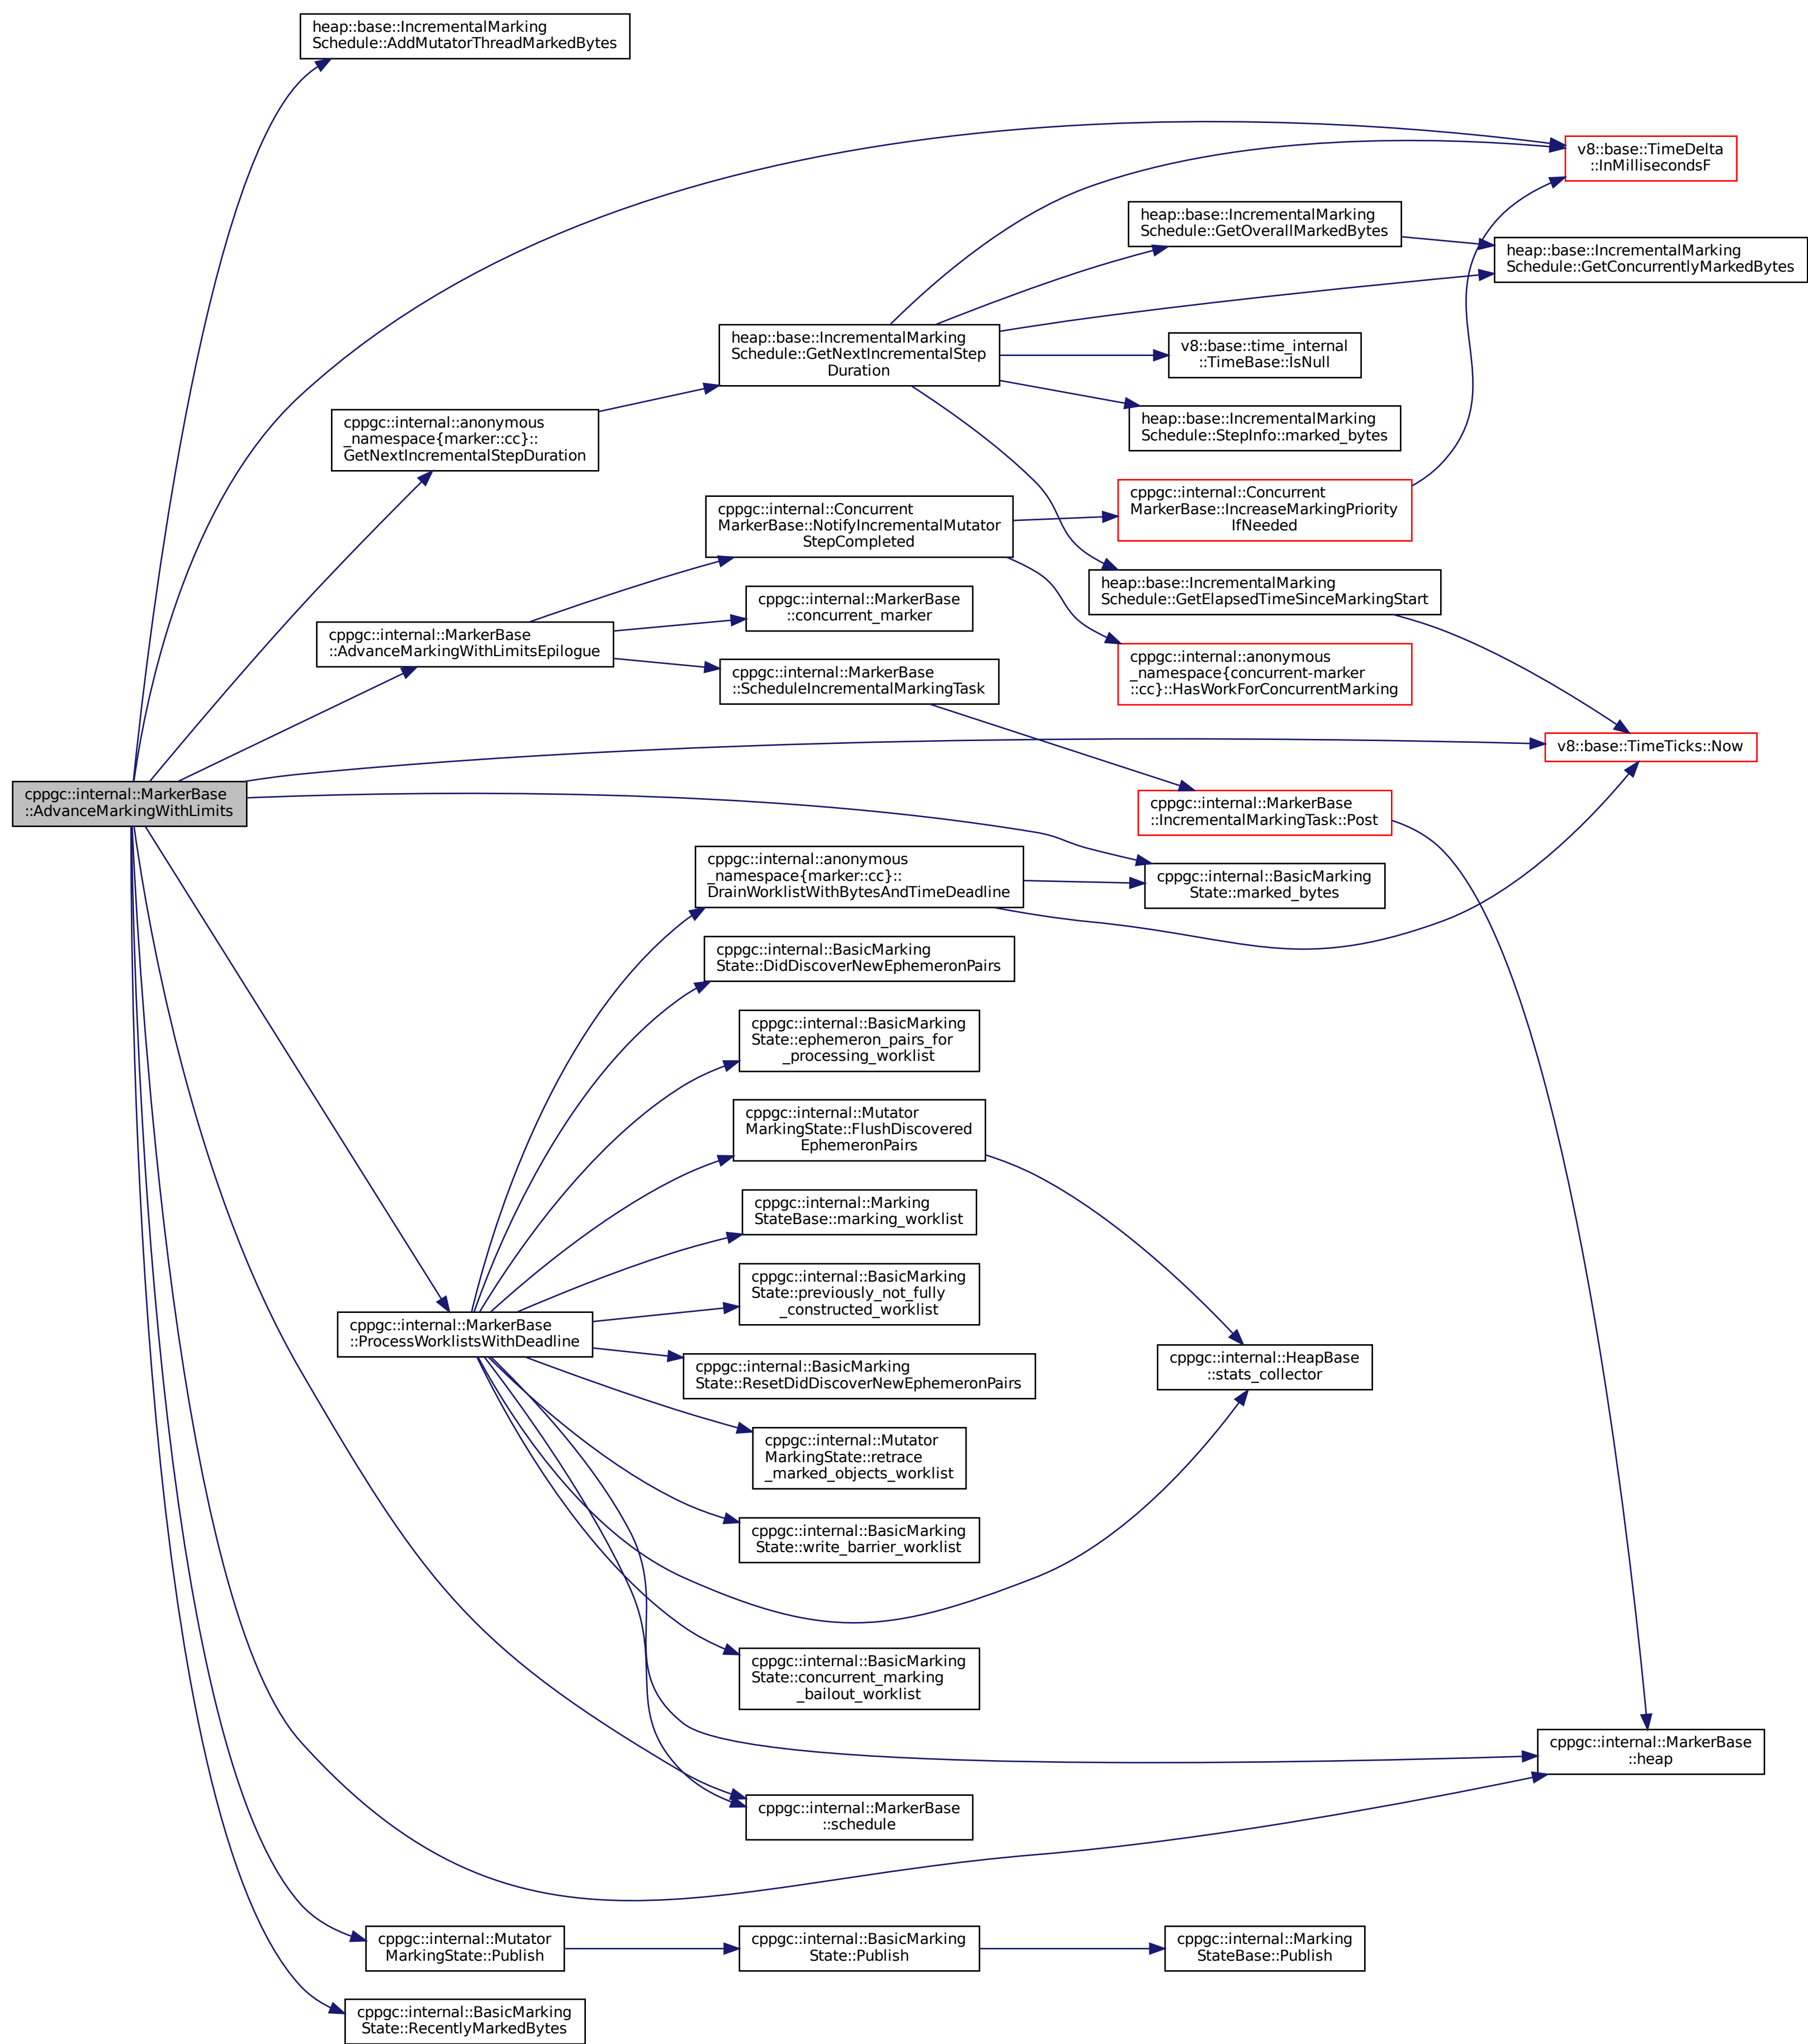 heap::base::IncrementalMarking
Schedule::AddMutatorThreadMarkedBytes
v8::base::TimeDelta
::InMillisecondsF
heap::base::IncrementalMarking
Schedule::GetOverallMarkedBytes
heap::base::IncrementalMarking
Schedule::GetConcurrentlyMarkedBytes
heap::base::IncrementalMarking
Schedule::GetNextIncrementalStep
Duration
v8::base::time_internal
::TimeBase::IsNull
heap::base::IncrementalMarking
Schedule::StepInfo::marked_bytes
cppgc::internal::anonymous
_namespace{marker::cc}::
GetNextIncrementalStepDuration
cppgc::internal::Concurrent
MarkerBase::NotifyIncrementalMutator
StepCompleted
cppgc::internal::Concurrent
MarkerBase::IncreaseMarkingPriority
IfNeeded
heap::base::IncrementalMarking
Schedule::GetElapsedTimeSinceMarkingStart
cppgc::internal::MarkerBase
::concurrent_marker
cppgc::internal::MarkerBase
::AdvanceMarkingWithLimitsEpilogue
cppgc::internal::MarkerBase
::ScheduleIncrementalMarkingTask
cppgc::internal::anonymous
_namespace{concurrent-marker
::cc}::HasWorkForConcurrentMarking
v8::base::TimeTicks::Now
cppgc::internal::MarkerBase
::AdvanceMarkingWithLimits
cppgc::internal::MarkerBase
::IncrementalMarkingTask::Post
cppgc::internal::anonymous
_namespace{marker::cc}::
DrainWorklistWithBytesAndTimeDeadline
cppgc::internal::BasicMarking
State::marked_bytes
cppgc::internal::BasicMarking
State::DidDiscoverNewEphemeronPairs
cppgc::internal::BasicMarking
State::ephemeron_pairs_for
_processing_worklist
cppgc::internal::Mutator
MarkingState::FlushDiscovered
EphemeronPairs
cppgc::internal::Marking
StateBase::marking_worklist
cppgc::internal::BasicMarking
State::previously_not_fully
_constructed_worklist
cppgc::internal::MarkerBase
::ProcessWorklistsWithDeadline
cppgc::internal::BasicMarking
State::ResetDidDiscoverNewEphemeronPairs
cppgc::internal::HeapBase
::stats_collector
cppgc::internal::Mutator
MarkingState::retrace
_marked_objects_worklist
cppgc::internal::BasicMarking
State::write_barrier_worklist
cppgc::internal::BasicMarking
State::concurrent_marking
_bailout_worklist
cppgc::internal::MarkerBase
::heap
cppgc::internal::MarkerBase
::schedule
cppgc::internal::Mutator
MarkingState::Publish
cppgc::internal::BasicMarking
State::Publish
cppgc::internal::Marking
StateBase::Publish
cppgc::internal::BasicMarking
State::RecentlyMarkedBytes